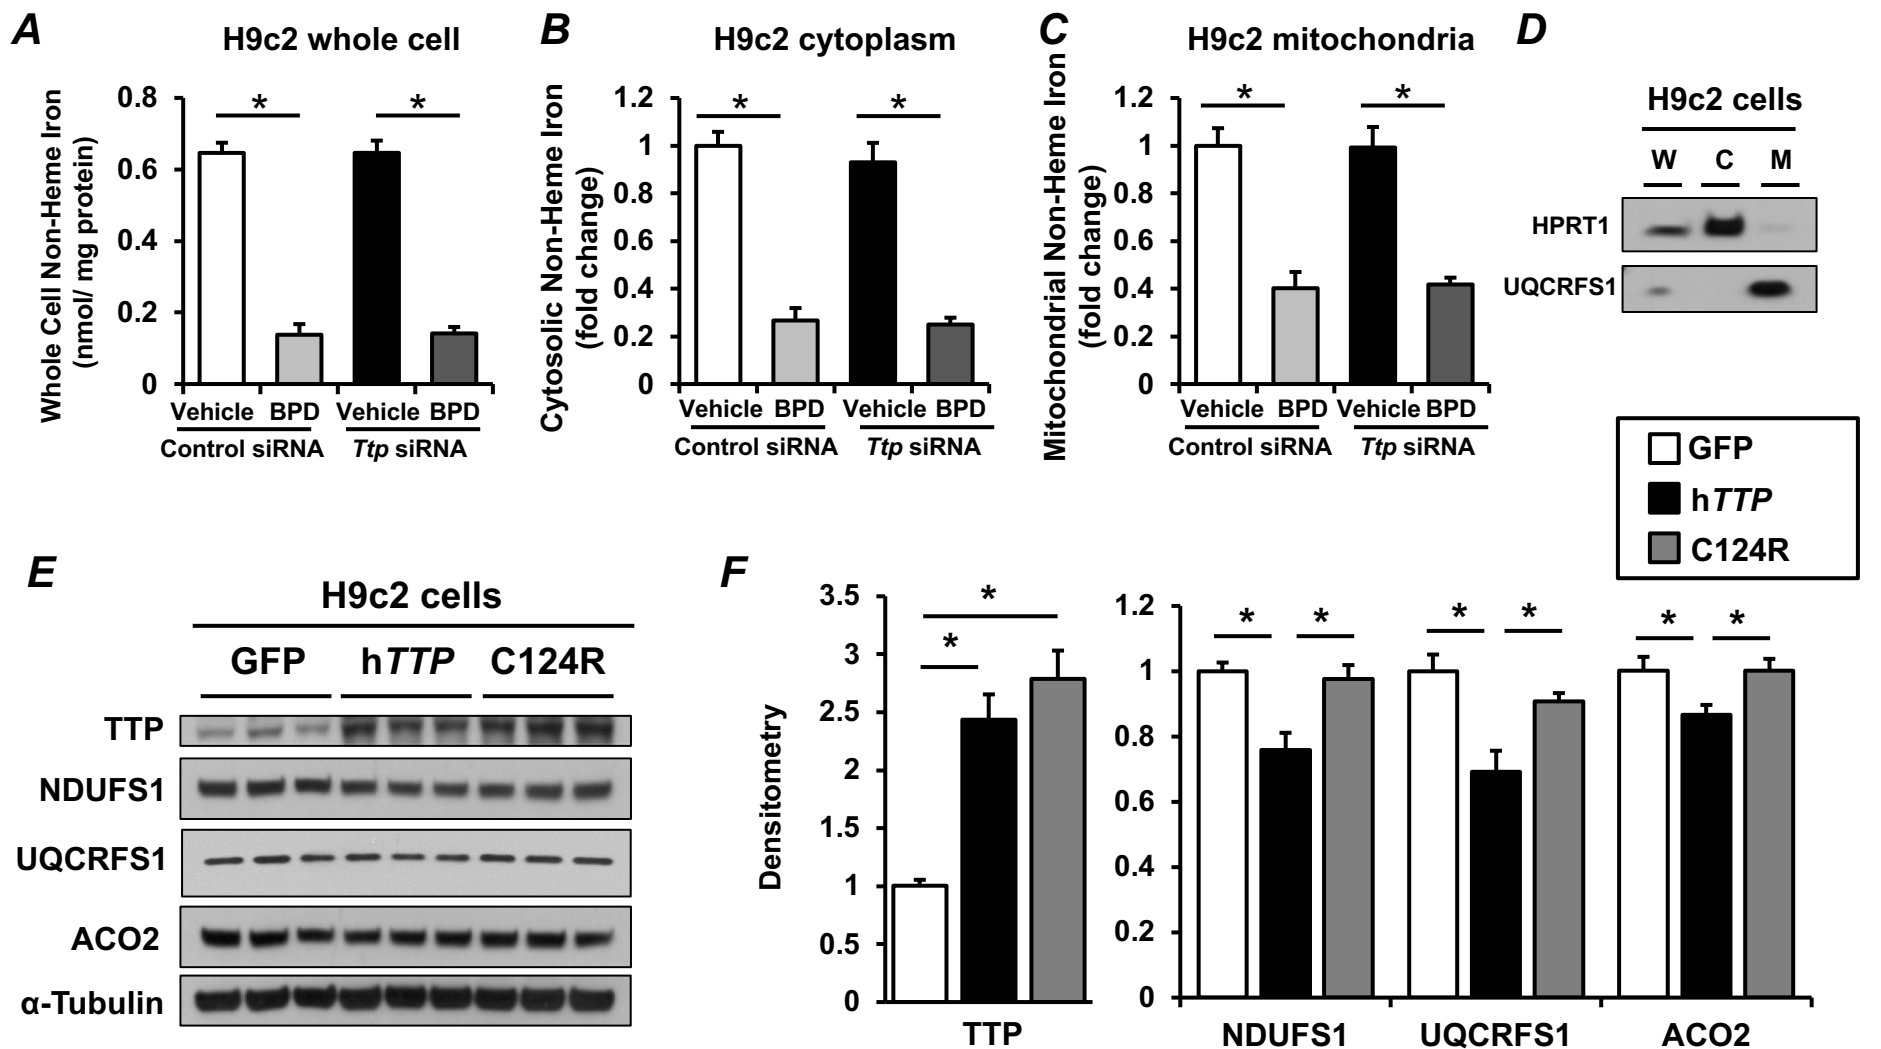 A
H9c2 whole cell
Whole Cell Non-Heme Iron
(nmol/ mg protein)
0.8
0.6
0.4
0.2
0
*
*
Vehicle BPD Vehicle BPD
Control siRNA Ttp siRNA
B
H9c2 cytoplasm
Cytosolic Non-Heme Iron
(fold change)
1.2
1
0.8
0.6
0.4
0.2
0
*
*
Vehicle BPD Vehicle BPD
Control siRNA Ttp siRNA
C
H9c2 mitochondria
Mitochondrial Non-Heme Iron
(fold change)
1.2
1
0.8
0.6
0.4
0.2
0
*
*
Vehicle BPD Vehicle BPD
Control siRNA Ttp siRNA
D
H9c2 cells
W C M
HPRT1
UQCRFS1
GFP
hTTP
C124R
E
H9c2 cells
GFP hTTP C124R
TTP
NDUFS1
UQCRFS1
ACO2
α-Tubulin
F
Densitometry
3.5
3
2.5
2
1.5
1
0.5
0
*
*
TTP
1.2
1
0.8
0.6
0.4
0.2
0
* * * * * *
NDUFS1 UQCRFS1 ACO2